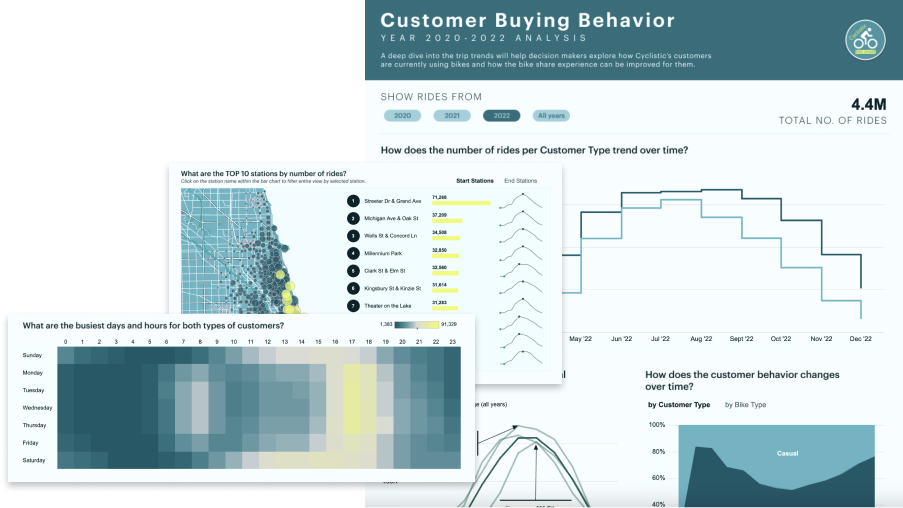 Customer Buying Behavior
YEAR 2020-2022 ANALYSIS
A deep dive into the trip trends will help decision makers explore how Cyclistic's customers
are currently using bikes and how the bike share experience can be improved for them.
SHOW RIDES FROM
2020 2021 2022 All years
4.4M
TOTAL NO. OF RIDES
How does the number of rides per Customer Type trend over time?
May '22 Jun '22 Jul '22 Aug '22 Sept '22 Oct '22 Nov '22 Dec '22
What are the TOP 10 stations by number of rides?
Click on the station name within the bar chart to filter entire view by selected station.
Start Stations End Stations
1 Streeter Dr & Grand Ave 71,268
2 Michigan Ave & Oak St 37,209
3 Wells St & Concord Ln 34,508
4 Millennium Park 32,850
5 Clark St & Elm St 32,560
6 Kingsbury St & Kinzie St 31,614
7 Theater on the Lake 31,283
What are the busiest days and hours for both types of customers?
1,383 91,329
0 1 2 3 4 5 6 7 8 9 10 11 12 13 14 15 16 17 18 19 20 21 22 23
Sunday
Monday
Tuesday
Wednesday
Thursday
Friday
Saturday
(all years)
How does the customer behavior changes
over time?
by Customer Type by Bike Type
100%
80%
60%
40%
Casual